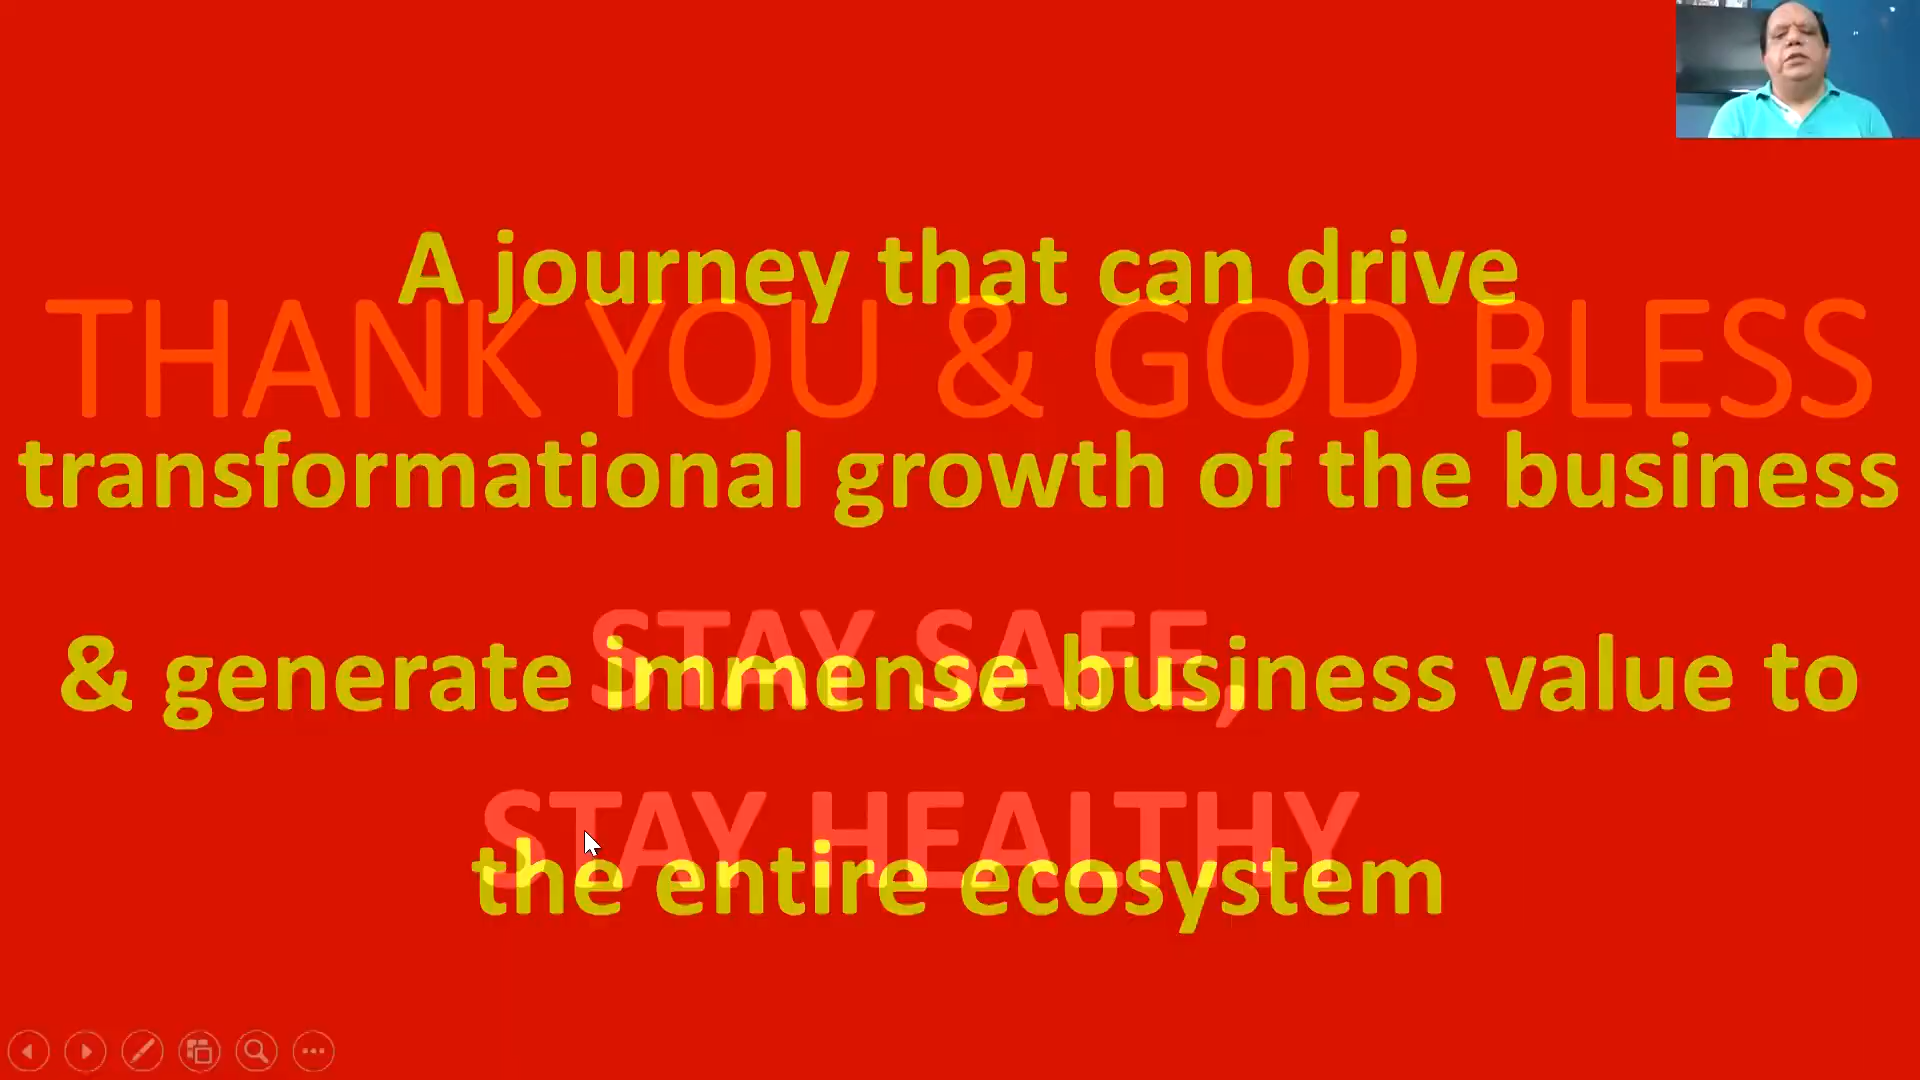 A journey that can drive
THANK YOU & GOD BLESS
transformational growth of the business
STAY SAFE,
& generate immense business value to
STAY HEALTHY
the entire ecosystem